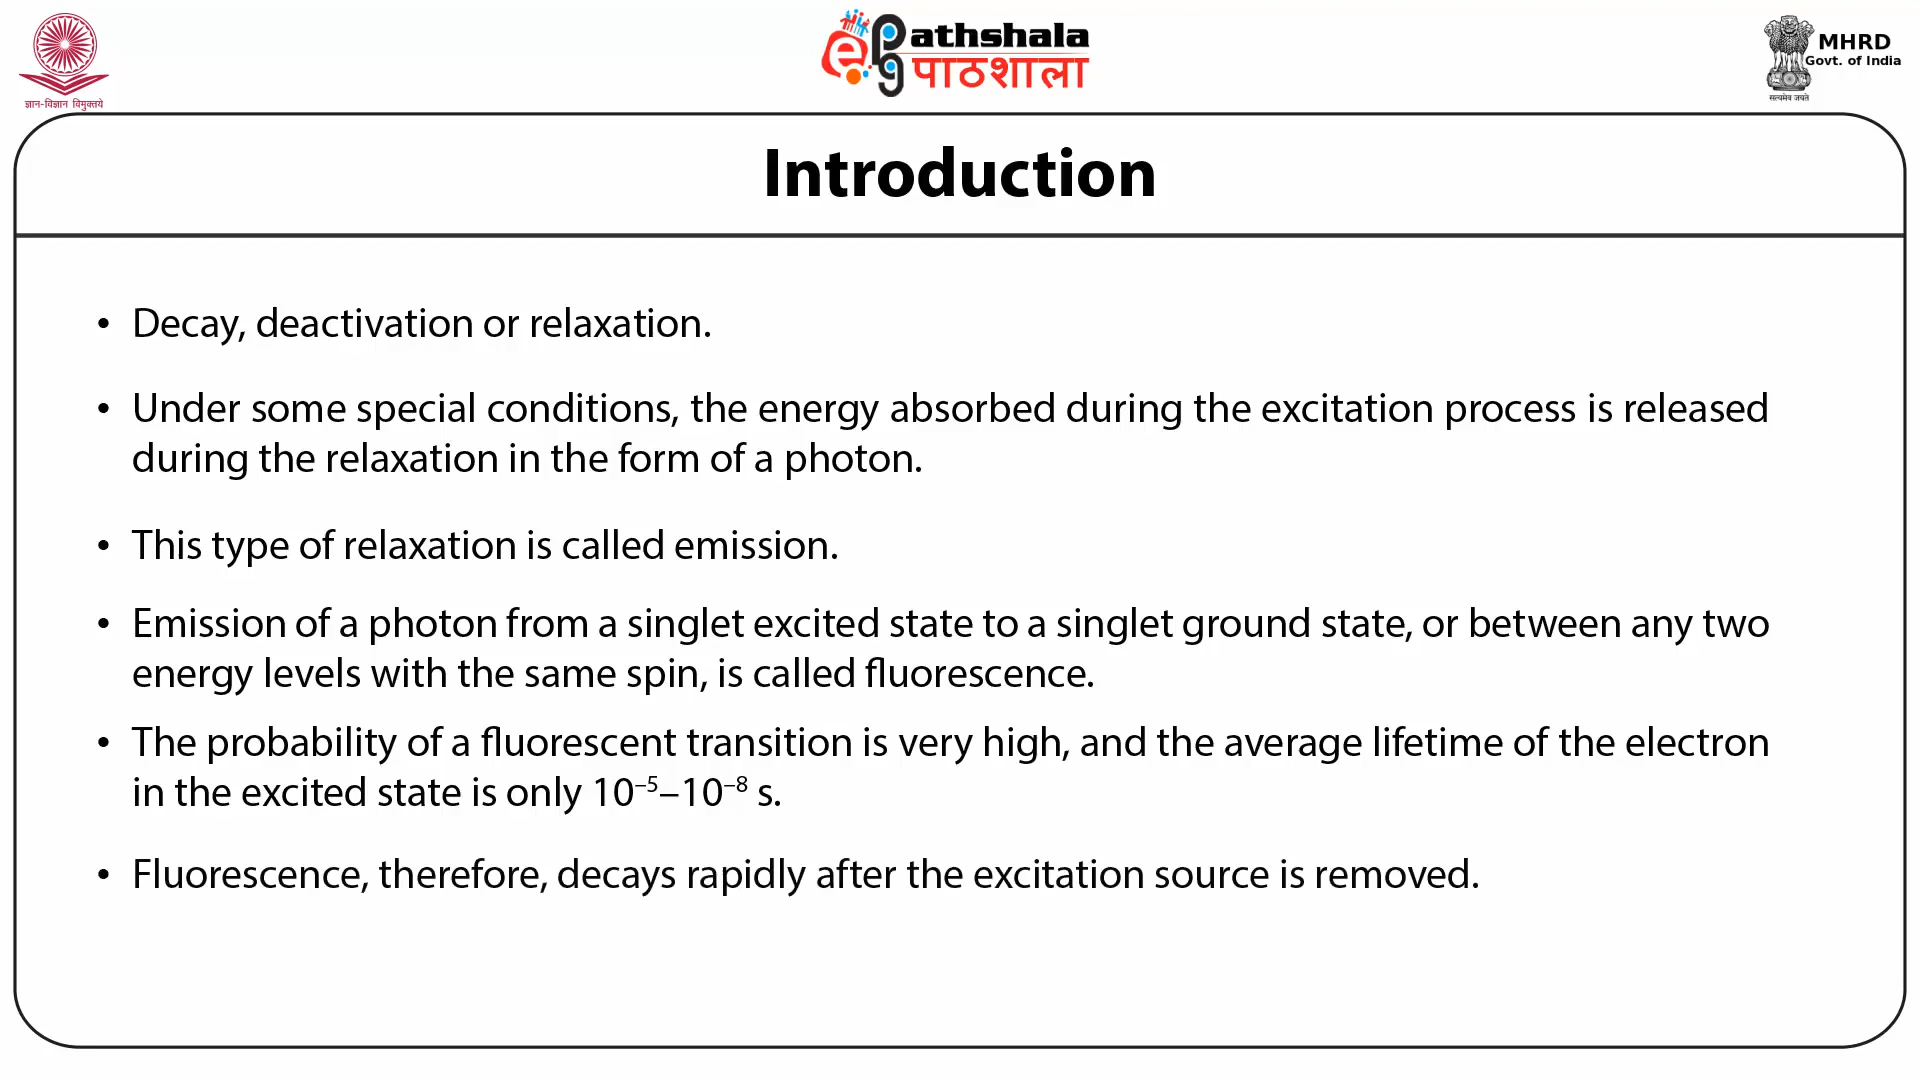 ज्ञान-विज्ञान विमुक्तये
ePathshala
पाठशाला
MHRD
Govt. of India
सत्यमेव जयते
Introduction
• Decay, deactivation or relaxation.
• Under some special conditions, the energy absorbed during the excitation process is released
during the relaxation in the form of a photon.
• This type of relaxation is called emission.
• Emission of a photon from a singlet excited state to a singlet ground state, or between any two
energy levels with the same spin, is called fluorescence.
• The probability of a fluorescent transition is very high, and the average lifetime of the electron
in the excited state is only 10⁻⁵–10⁻⁸ s.
• Fluorescence, therefore, decays rapidly after the excitation source is removed.